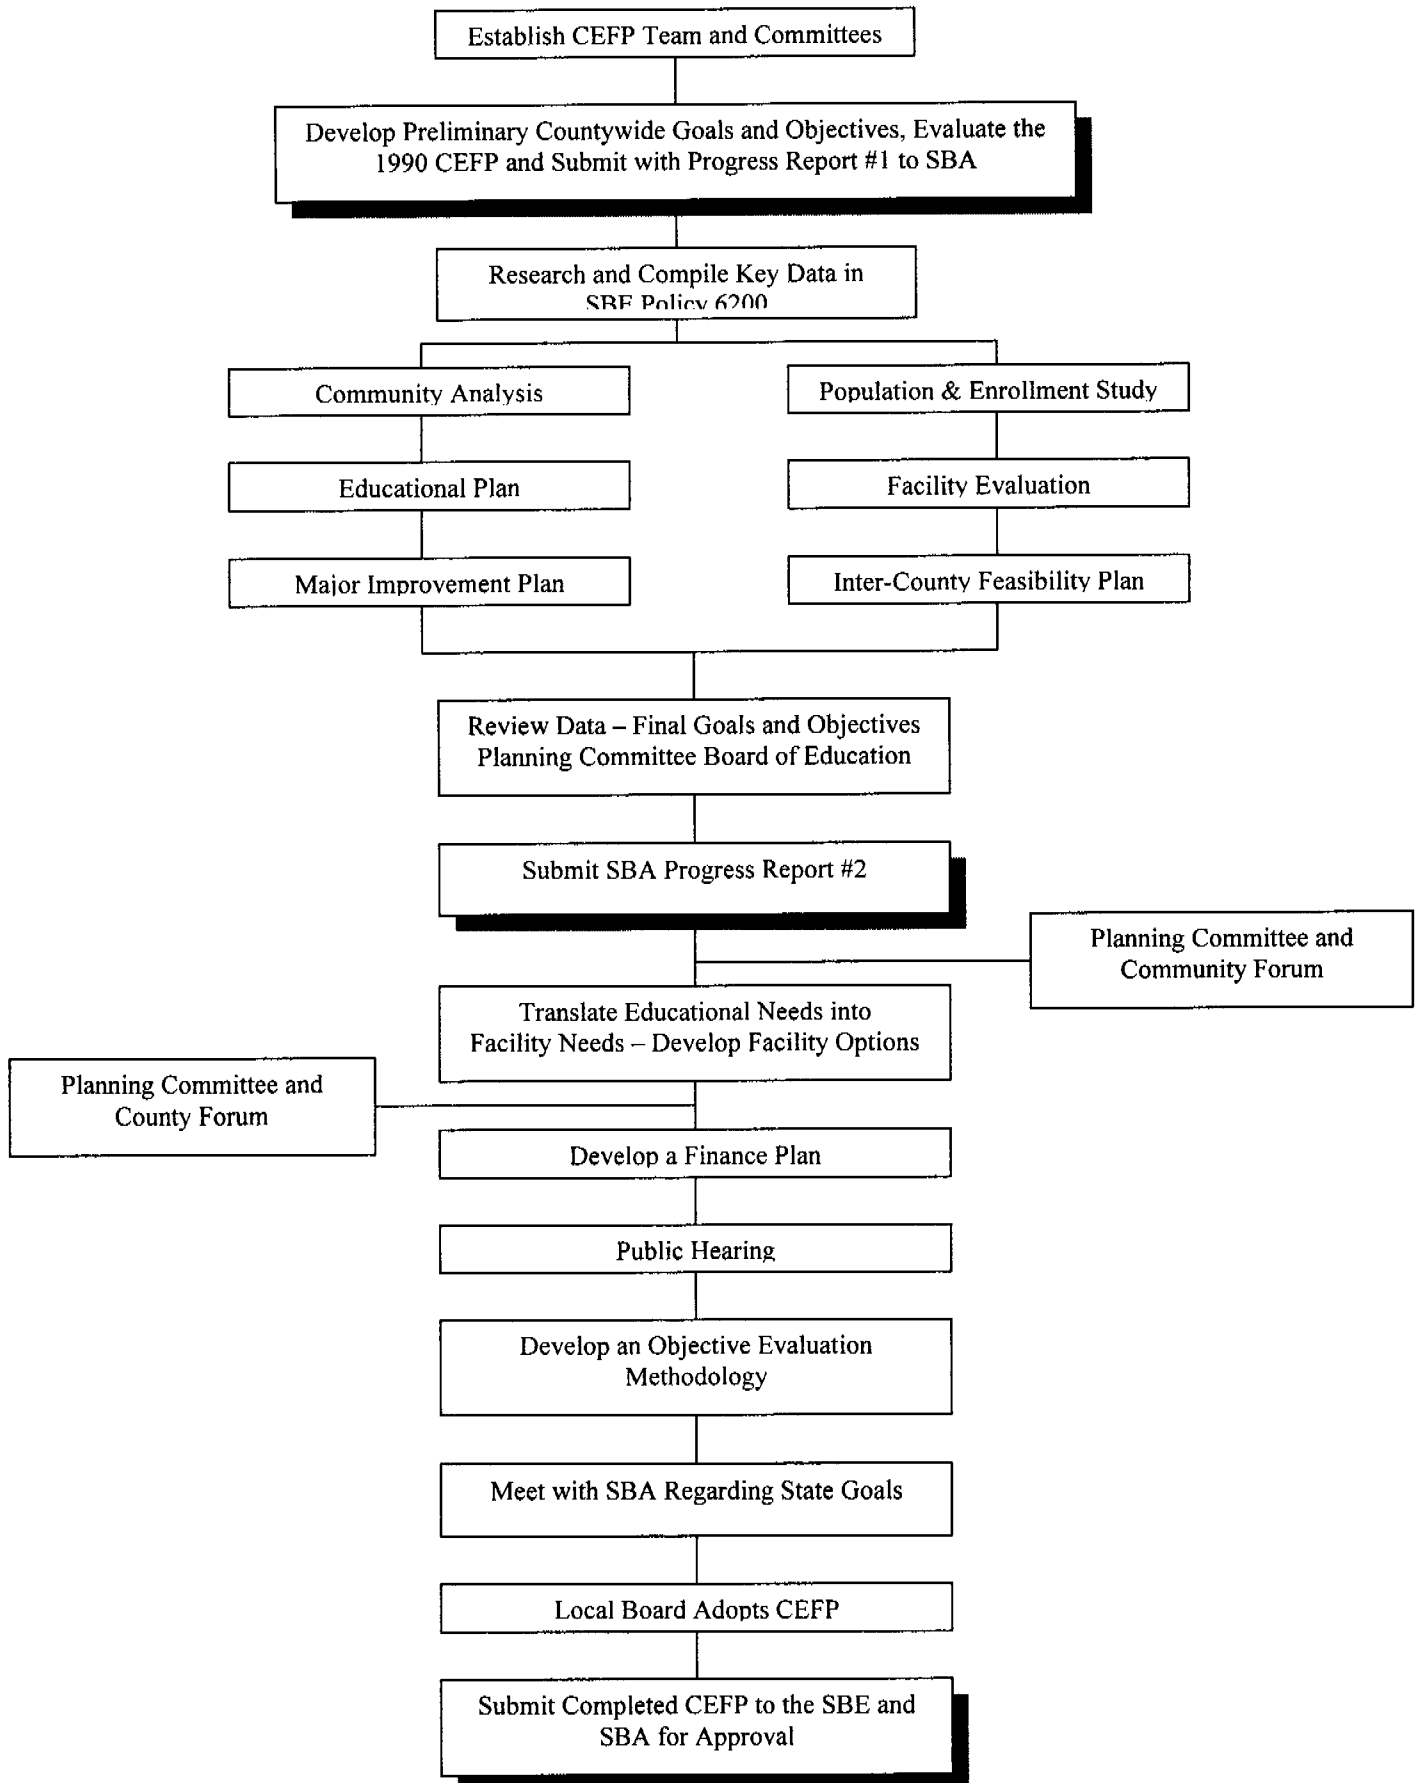 Establish CEFP Team and Committees
Develop Preliminary Countywide Goals and Objectives, Evaluate the
1990 CEFP and Submit with Progress Report #1 to SBA
Research and Compile Key Data in
SBE Policy 6200
Community Analysis
Population & Enrollment Study
Educational Plan
Facility Evaluation
Major Improvement Plan
Inter-County Feasibility Plan
Review Data – Final Goals and Objectives
Planning Committee Board of Education
Submit SBA Progress Report #2
Planning Committee and
Community Forum
Translate Educational Needs into
Facility Needs – Develop Facility Options
Planning Committee and
County Forum
Develop a Finance Plan
Public Hearing
Develop an Objective Evaluation
Methodology
Meet with SBA Regarding State Goals
Local Board Adopts CEFP
Submit Completed CEFP to the SBE and
SBA for Approval